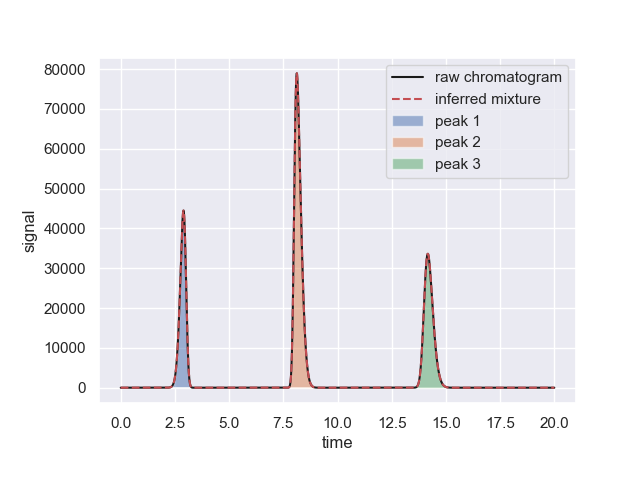 80000
70000
60000
50000
40000
30000
20000
10000
0
signal
raw chromatogram
inferred mixture
peak 1
peak 2
peak 3
0.0 2.5 5.0 7.5 10.0 12.5 15.0 17.5 20.0
time